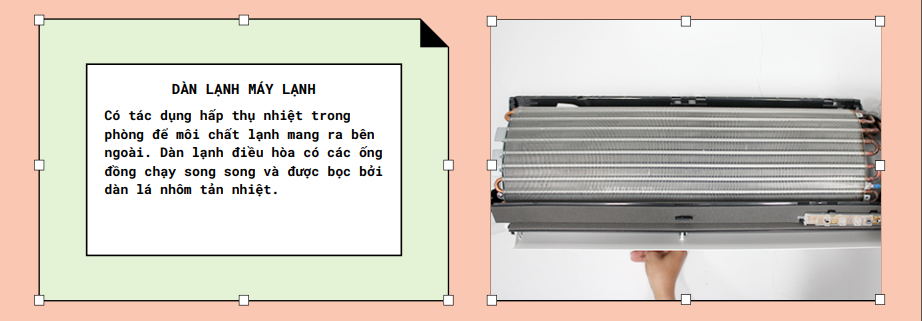 DÀN LẠNH MÁY LẠNH
Có tác dụng hấp thụ nhiệt trong
phòng để môi chất lạnh mang ra bên
ngoài. Dàn lạnh điều hòa có các ống
đồng chạy song song và được bọc bởi
dàn lá nhôm tản nhiệt.